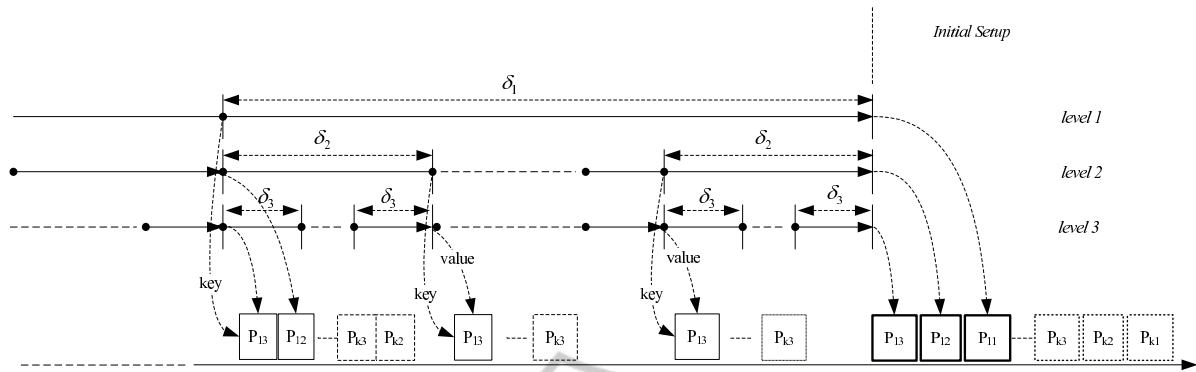 Initial Setup
δ1
level 1
δ2 δ2
level 2
δ3 δ3 δ3 δ3
level 3
value value
key key key
P13 P12 Pk3 Pk2 P13 Pk3 P13 Pk3 P13 P12 P11 Pk3 Pk2 Pk1